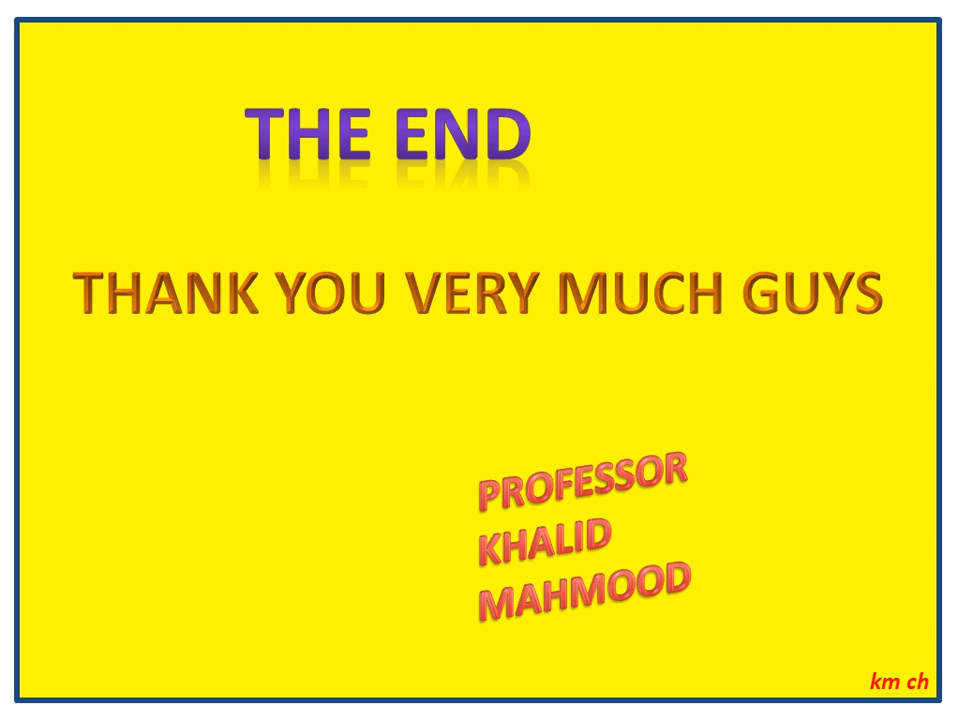 THE END
THANK YOU VERY MUCH GUYS
PROFESSOR
KHALID
MAHMOOD
km ch